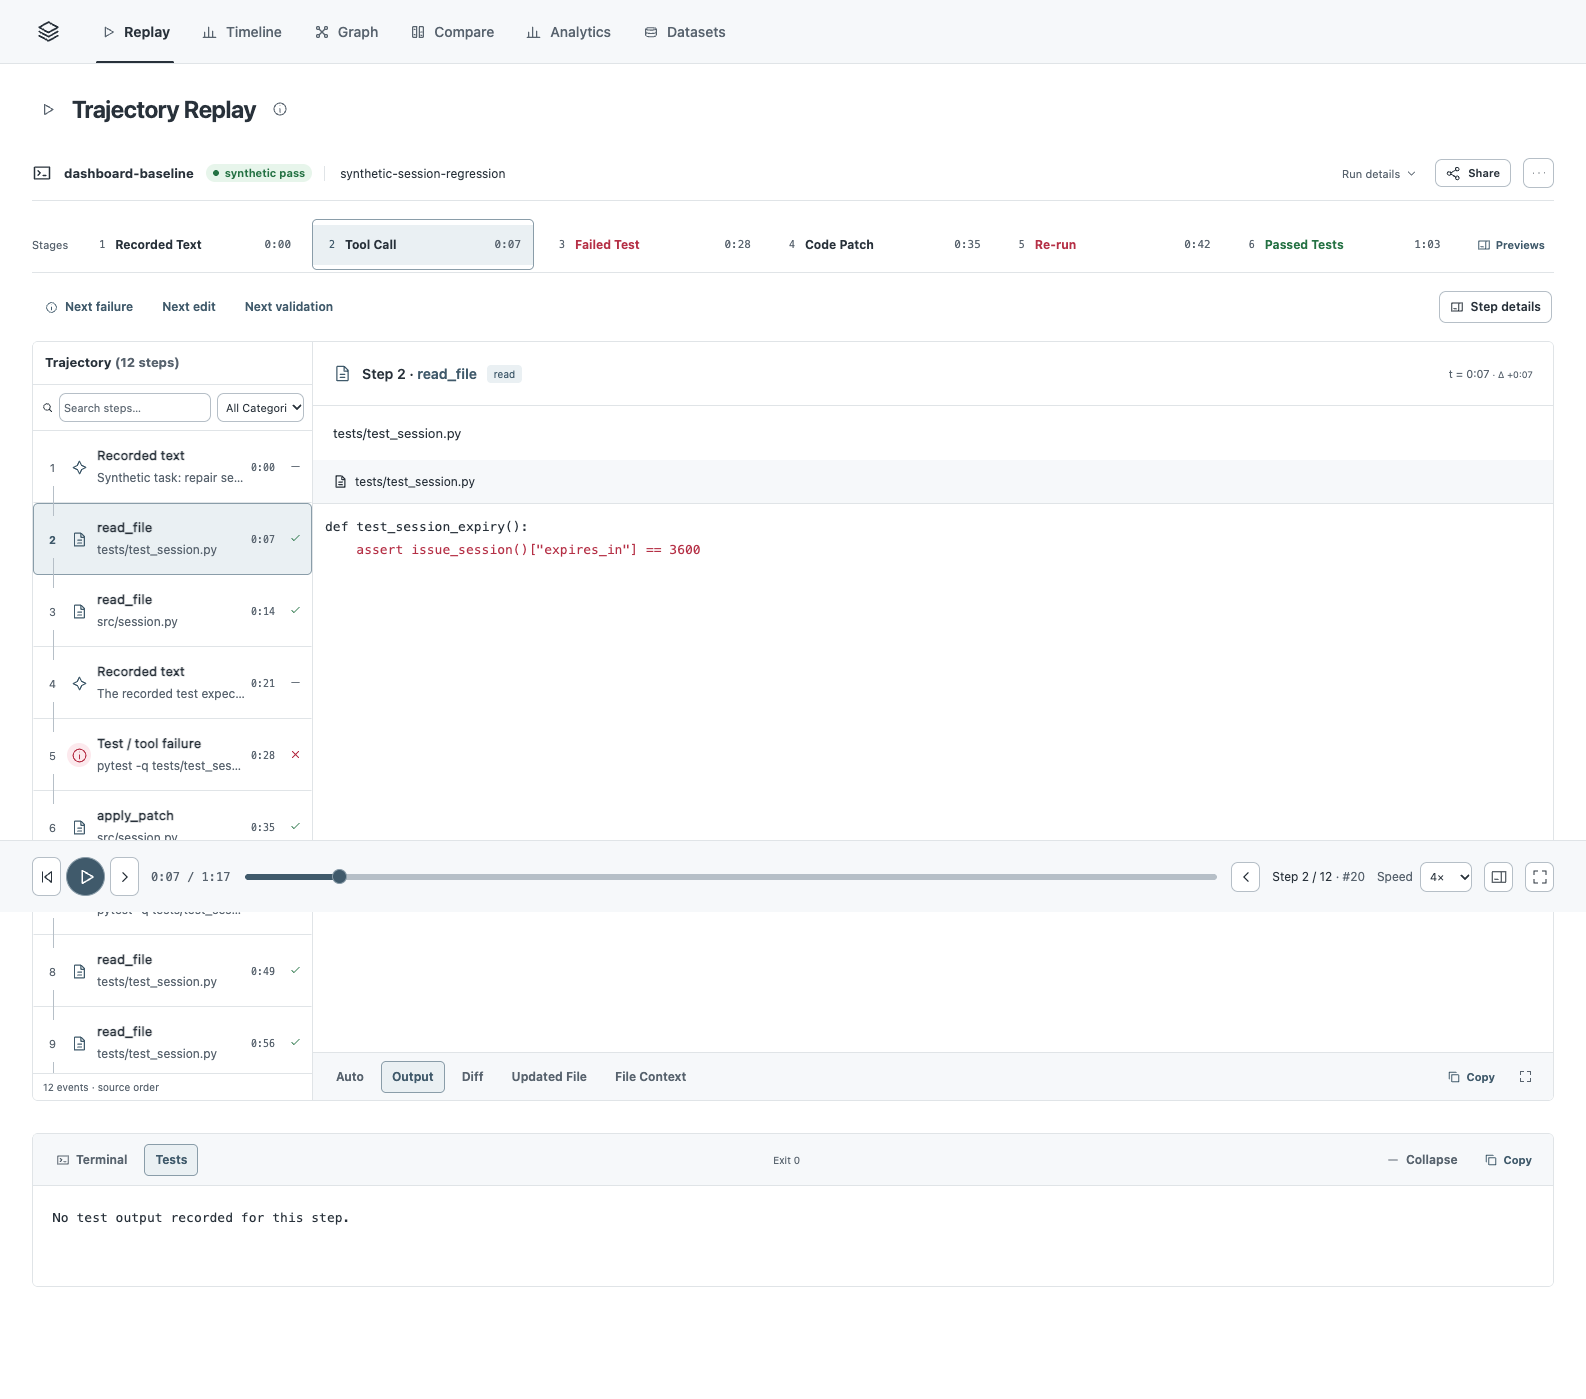 Replay Timeline Graph Compare Analytics Datasets
Trajectory Replay
dashboard-baseline synthetic pass synthetic-session-regression Run details Share
Stages 1 Recorded Text 0:00 2 Tool Call 0:07 3 Failed Test 0:28 4 Code Patch 0:35 5 Re-run 0:42 6 Passed Tests 1:03 Previews
Next failure Next edit Next validation Step details
Trajectory (12 steps)
Search steps... All Categori
1 Recorded text 0:00 —
Synthetic task: repair se...
2 read_file 0:07 ✓
tests/test_session.py
3 read_file 0:14 ✓
src/session.py
4 Recorded text 0:21 —
The recorded test expec...
5 Test / tool failure 0:28 ×
pytest -q tests/test_ses...
6 apply_patch 0:35 ✓
src/session.py
Step 2 · read_file read t = 0:07 · Δ +0:07
tests/test_session.py
tests/test_session.py
def test_session_expiry():
    assert issue_session()["expires_in"] == 3600
0:07 / 1:17 Step 2 / 12 · #20 Speed 4×
pytest -q tests/test_ses...
8 read_file 0:49 ✓
tests/test_session.py
9 read_file 0:56 ✓
tests/test_session.py
12 events · source order
Auto Output Diff Updated File File Context Copy
Terminal Tests Exit 0 — Collapse Copy
No test output recorded for this step.